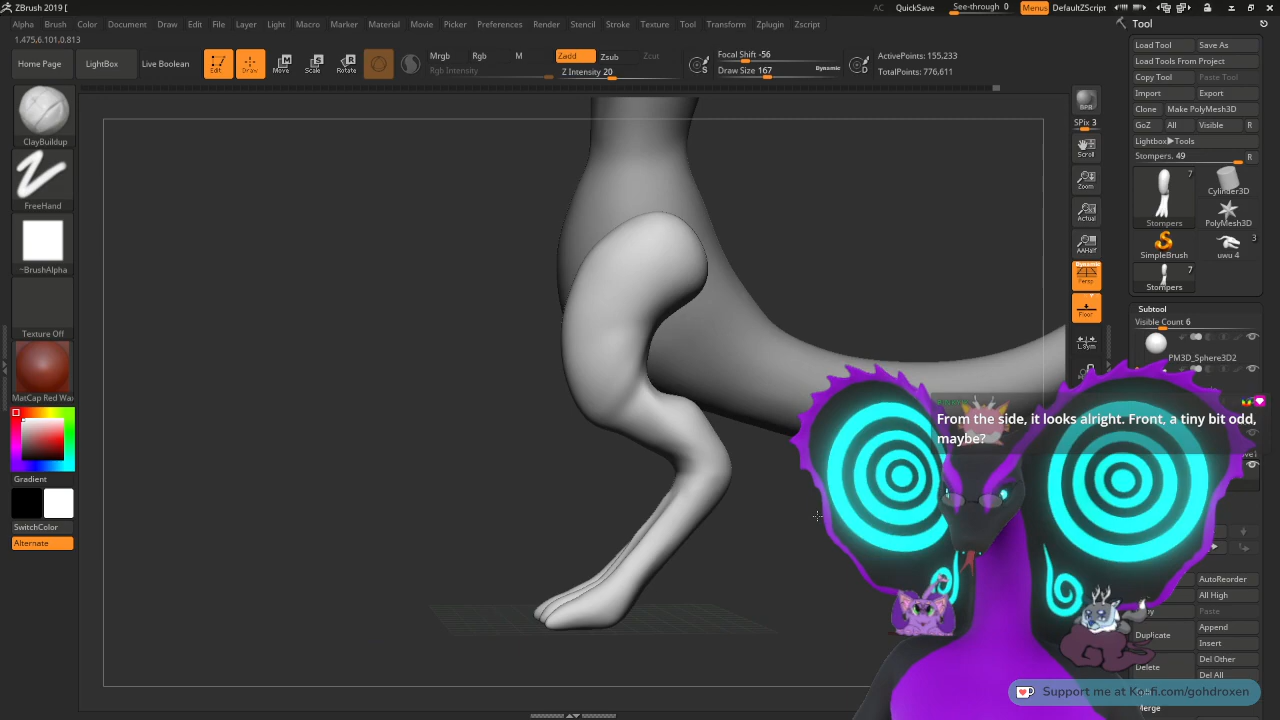 ZBrush 2019 [
AC
QuickSave
See-through 0
Menus
DefaultZScript
Alpha
Brush
Color
Document
Draw
Edit
File
Layer
Light
Macro
Marker
Material
Movie
Picker
Preferences
Render
Stencil
Stroke
Texture
Tool
Transform
Zplugin
Zscript
Tool
1.475,6.101,0.813
Home Page
LightBox
Live Boolean
Edit
Draw
Move
Scale
Rotate
Mrgb
Rgb
M
Rgb Intensity
Zadd
Zsub
Zcut
Z Intensity 20
Focal Shift -56
Draw Size 167
Dynamic
S
D
ActivePoints: 155,233
TotalPoints: 776,611
Load Tool
Save As
Load Tools From Project
Copy Tool
Paste Tool
Import
Export
Clone
Make PolyMesh3D
GoZ
All
Visible
R
Lightbox▶Tools
Stompers. 49
R
7
Stompers
Cylinder3D
PolyMesh3D
SimpleBrush
3
uwu 4
7
Stompers
Subtool
Visible Count 6
PM3D_Sphere3D2
ClayBuildup
FreeHand
~BrushAlpha
Texture Off
MatCap Red Wax
Gradient
SwitchColor
Alternate
BPR
SPix 3
Scroll
Zoom
Actual
AAHalf
Dynamic
Persp
Floor
L.Sym
From the side, it looks alright. Front, a tiny bit odd,
maybe?
AutoReorder
All High
Paste
Append
Duplicate
Insert
Del Other
Delete
Del All
Merge
Support me at Ko-fi.com/gohdroxen